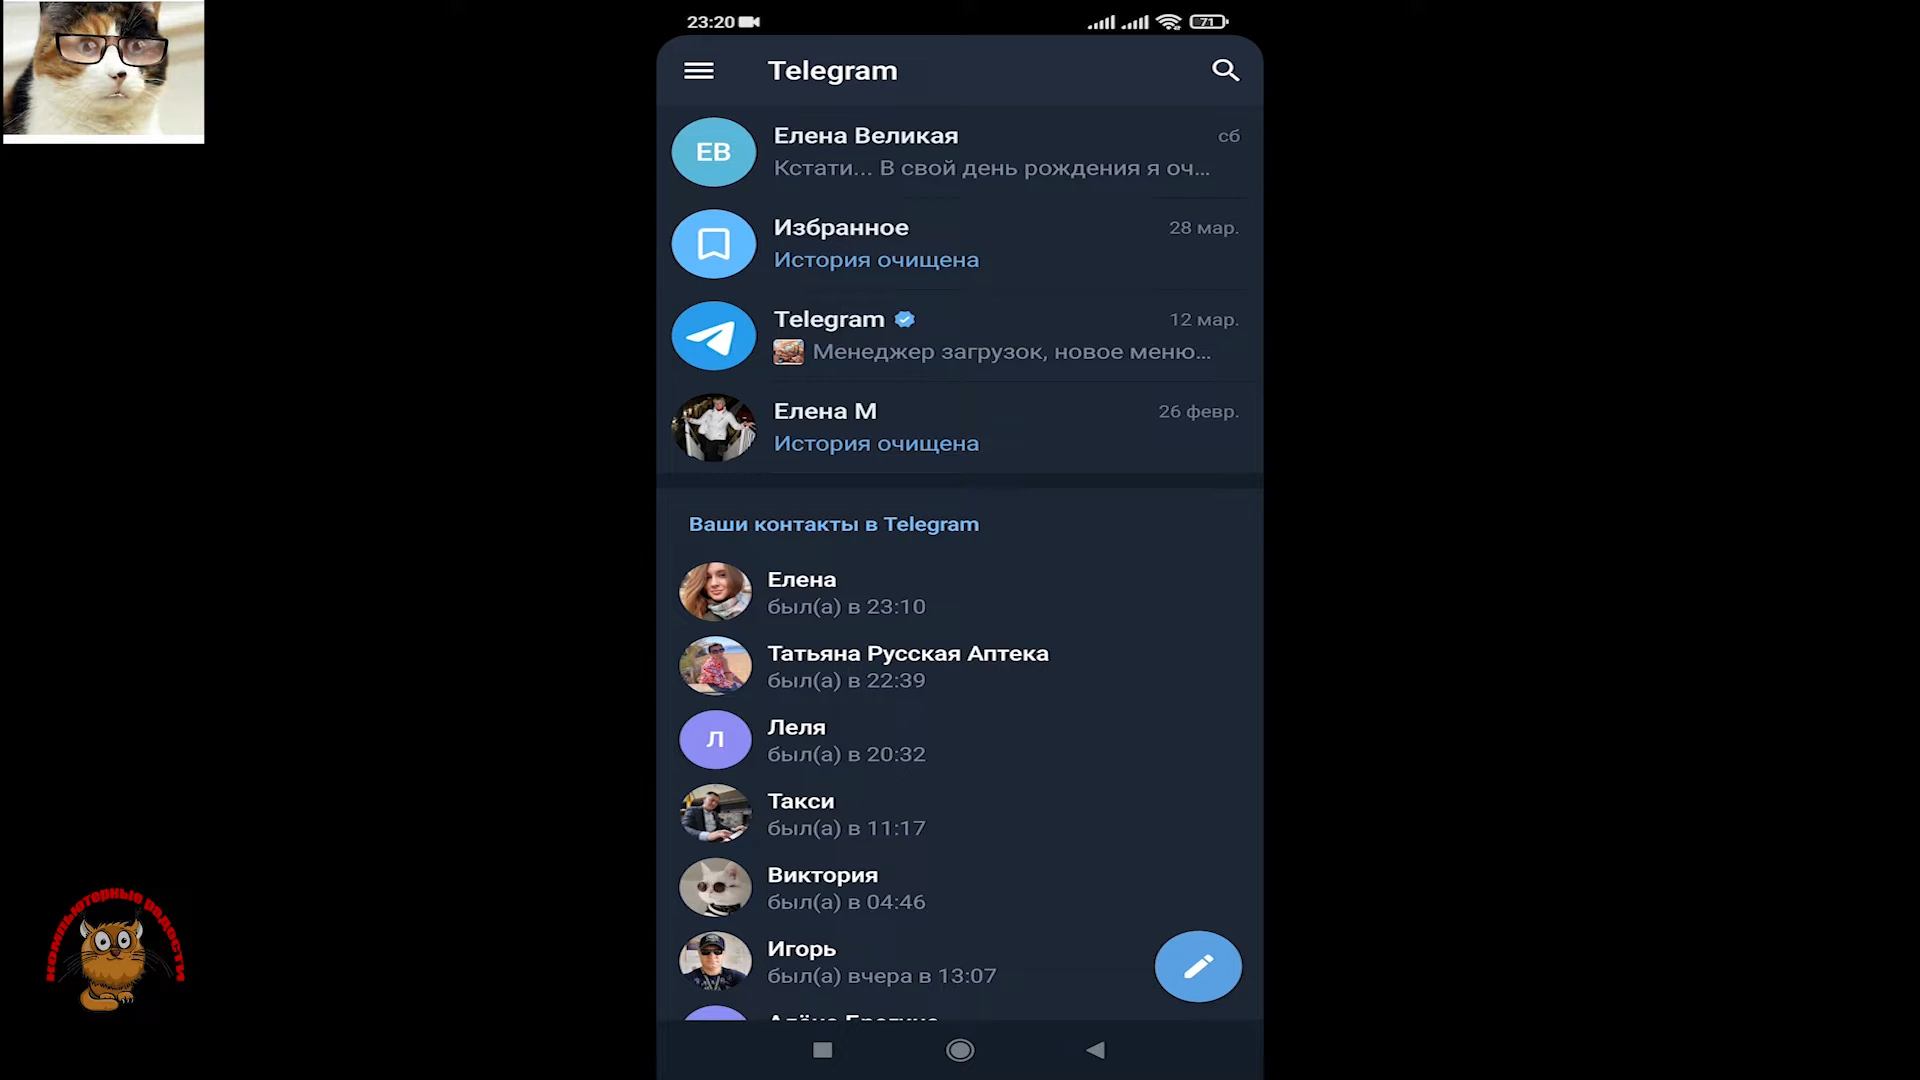 23:20
71
Telegram
ЕВ
Елена Великая
сб
Кстати... В свой день рождения я оч...
Избранное
28 мар.
История очищена
Telegram
12 мар.
Менеджер загрузок, новое меню...
Елена М
26 февр.
История очищена
Ваши контакты в Telegram
Елена
был(а) в 23:10
Татьяна Русская Аптека
был(а) в 22:39
Л
Леля
был(а) в 20:32
Такси
был(а) в 11:17
Виктория
был(а) в 04:46
Игорь
был(а) вчера в 13:07
компьютерные радости